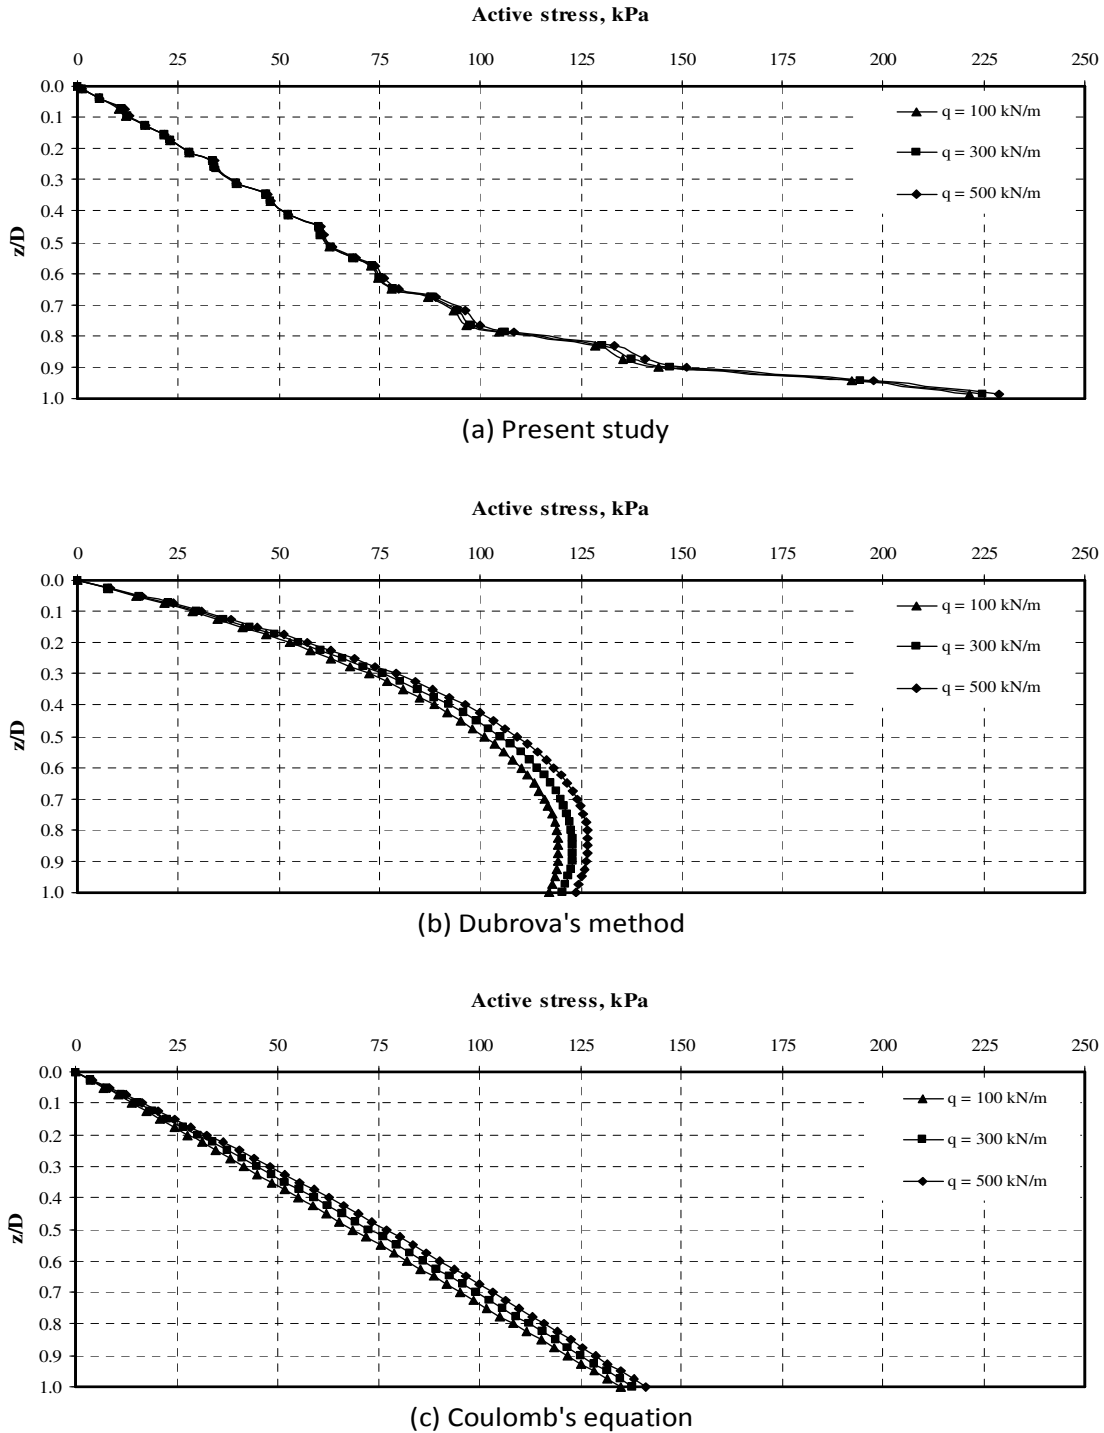 Active stress, kPa
0 25 50 75 100 125 150 175 200 225 250
0.0
0.1
0.2
0.3
0.4
0.5
0.6
0.7
0.8
0.9
1.0
z/D
q = 100 kN/m
q = 300 kN/m
q = 500 kN/m
(a) Present study
Active stress, kPa
0 25 50 75 100 125 150 175 200 225 250
0.0
0.1
0.2
0.3
0.4
0.5
0.6
0.7
0.8
0.9
1.0
z/D
q = 100 kN/m
q = 300 kN/m
q = 500 kN/m
(b) Dubrova's method
Active stress, kPa
0 25 50 75 100 125 150 175 200 225 250
0.0
0.1
0.2
0.3
0.4
0.5
0.6
0.7
0.8
0.9
1.0
z/D
q = 100 kN/m
q = 300 kN/m
q = 500 kN/m
(c) Coulomb's equation